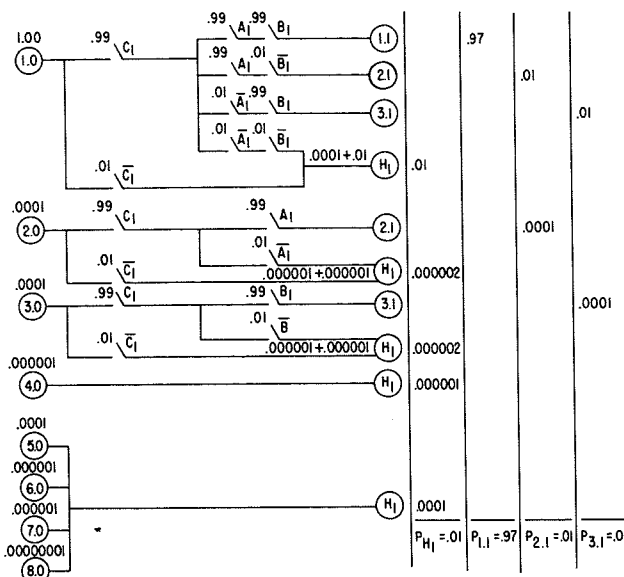 .99 A₁ .99 B₁ 1.1 .97
1.00 .99 C₁
1.0 .99 A₁ .01 B̅₁ 2.1 .01
.01 A̅₁ .99 B₁ 3.1 .01
.01 A̅₁ .01 B̅₁ .0001+.01
.01 C̅₁ H₁ .01
.0001 .99 C₁ .99 A₁
2.0 2.1 .0001
.01 A̅₁
.01 C̅₁ .000001+.000001 H₁ .000002
.0001 .99 C₁ .99 B₁
3.0 3.1 .0001
.01 B̅
.01 C̅₁ .000001+.000001 H₁ .000002
.000001
4.0 H₁ .000001
.0001
5.0
.000001
6.0
.000001 H₁ .0001
7.0
.00000001
8.0
P_H₁=.01 P₁.₁=.97 P₂.₁=.01 P₃.₁=.0